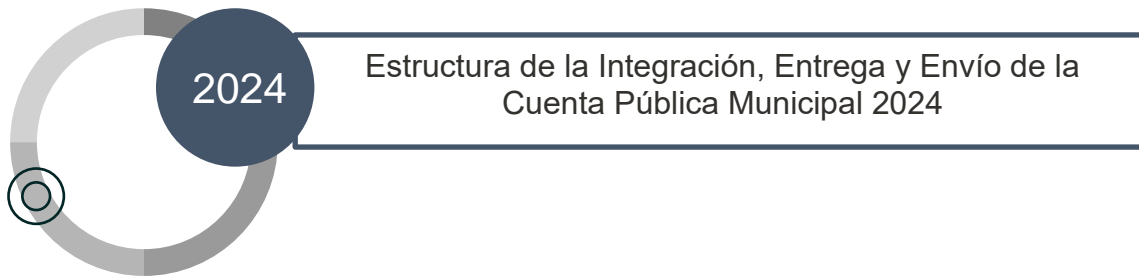 2024
Estructura de la Integración, Entrega y Envío de la
Cuenta Pública Municipal 2024